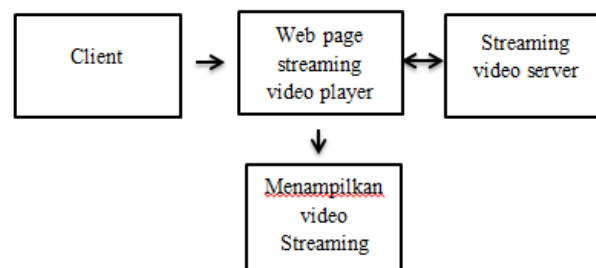 Client
Web page
streaming
video player
Streaming
video server
Menampilkan
video
Streaming